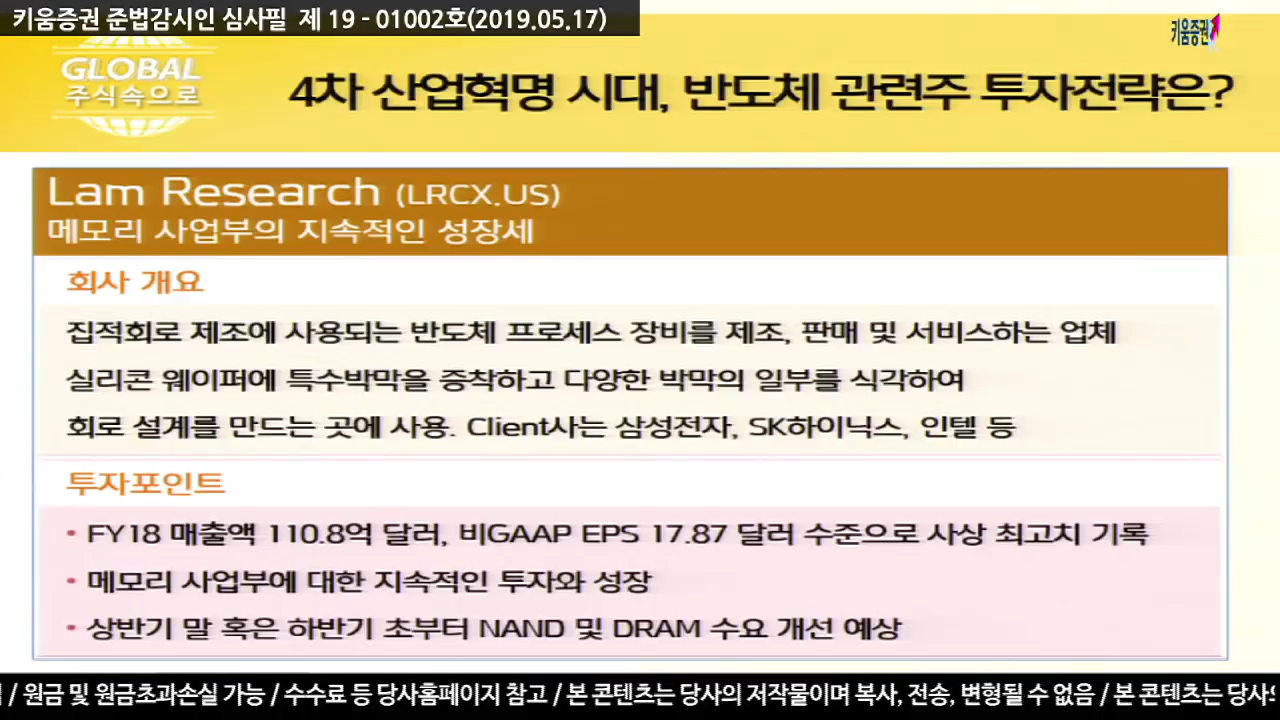 키움증권 준법감시인 심사필 제 19 - 01002호(2019.05.17)
키움증권
GLOBAL
주식속으로
4차 산업혁명 시대, 반도체 관련주 투자전략은?
Lam Research (LRCX.US)
메모리 사업부의 지속적인 성장세
회사 개요
집적회로 제조에 사용되는 반도체 프로세스 장비를 제조, 판매 및 서비스하는 업체
실리콘 웨이퍼에 특수박막을 증착하고 다양한 박막의 일부를 식각하여
회로 설계를 만드는 곳에 사용. Client사는 삼성전자, SK하이닉스, 인텔 등
투자포인트
• FY18 매출액 110.8억 달러, 비GAAP EPS 17.87 달러 수준으로 사상 최고치 기록
• 메모리 사업부에 대한 지속적인 투자와 성장
• 상반기 말 혹은 하반기 초부터 NAND 및 DRAM 수요 개선 예상
/ 원금 및 원금초과손실 가능 / 수수료 등 당사홈페이지 참고 / 본 콘텐츠는 당사의 저작물이며 복사, 전송, 변형될 수 없음 / 본 콘텐츠는 당사의